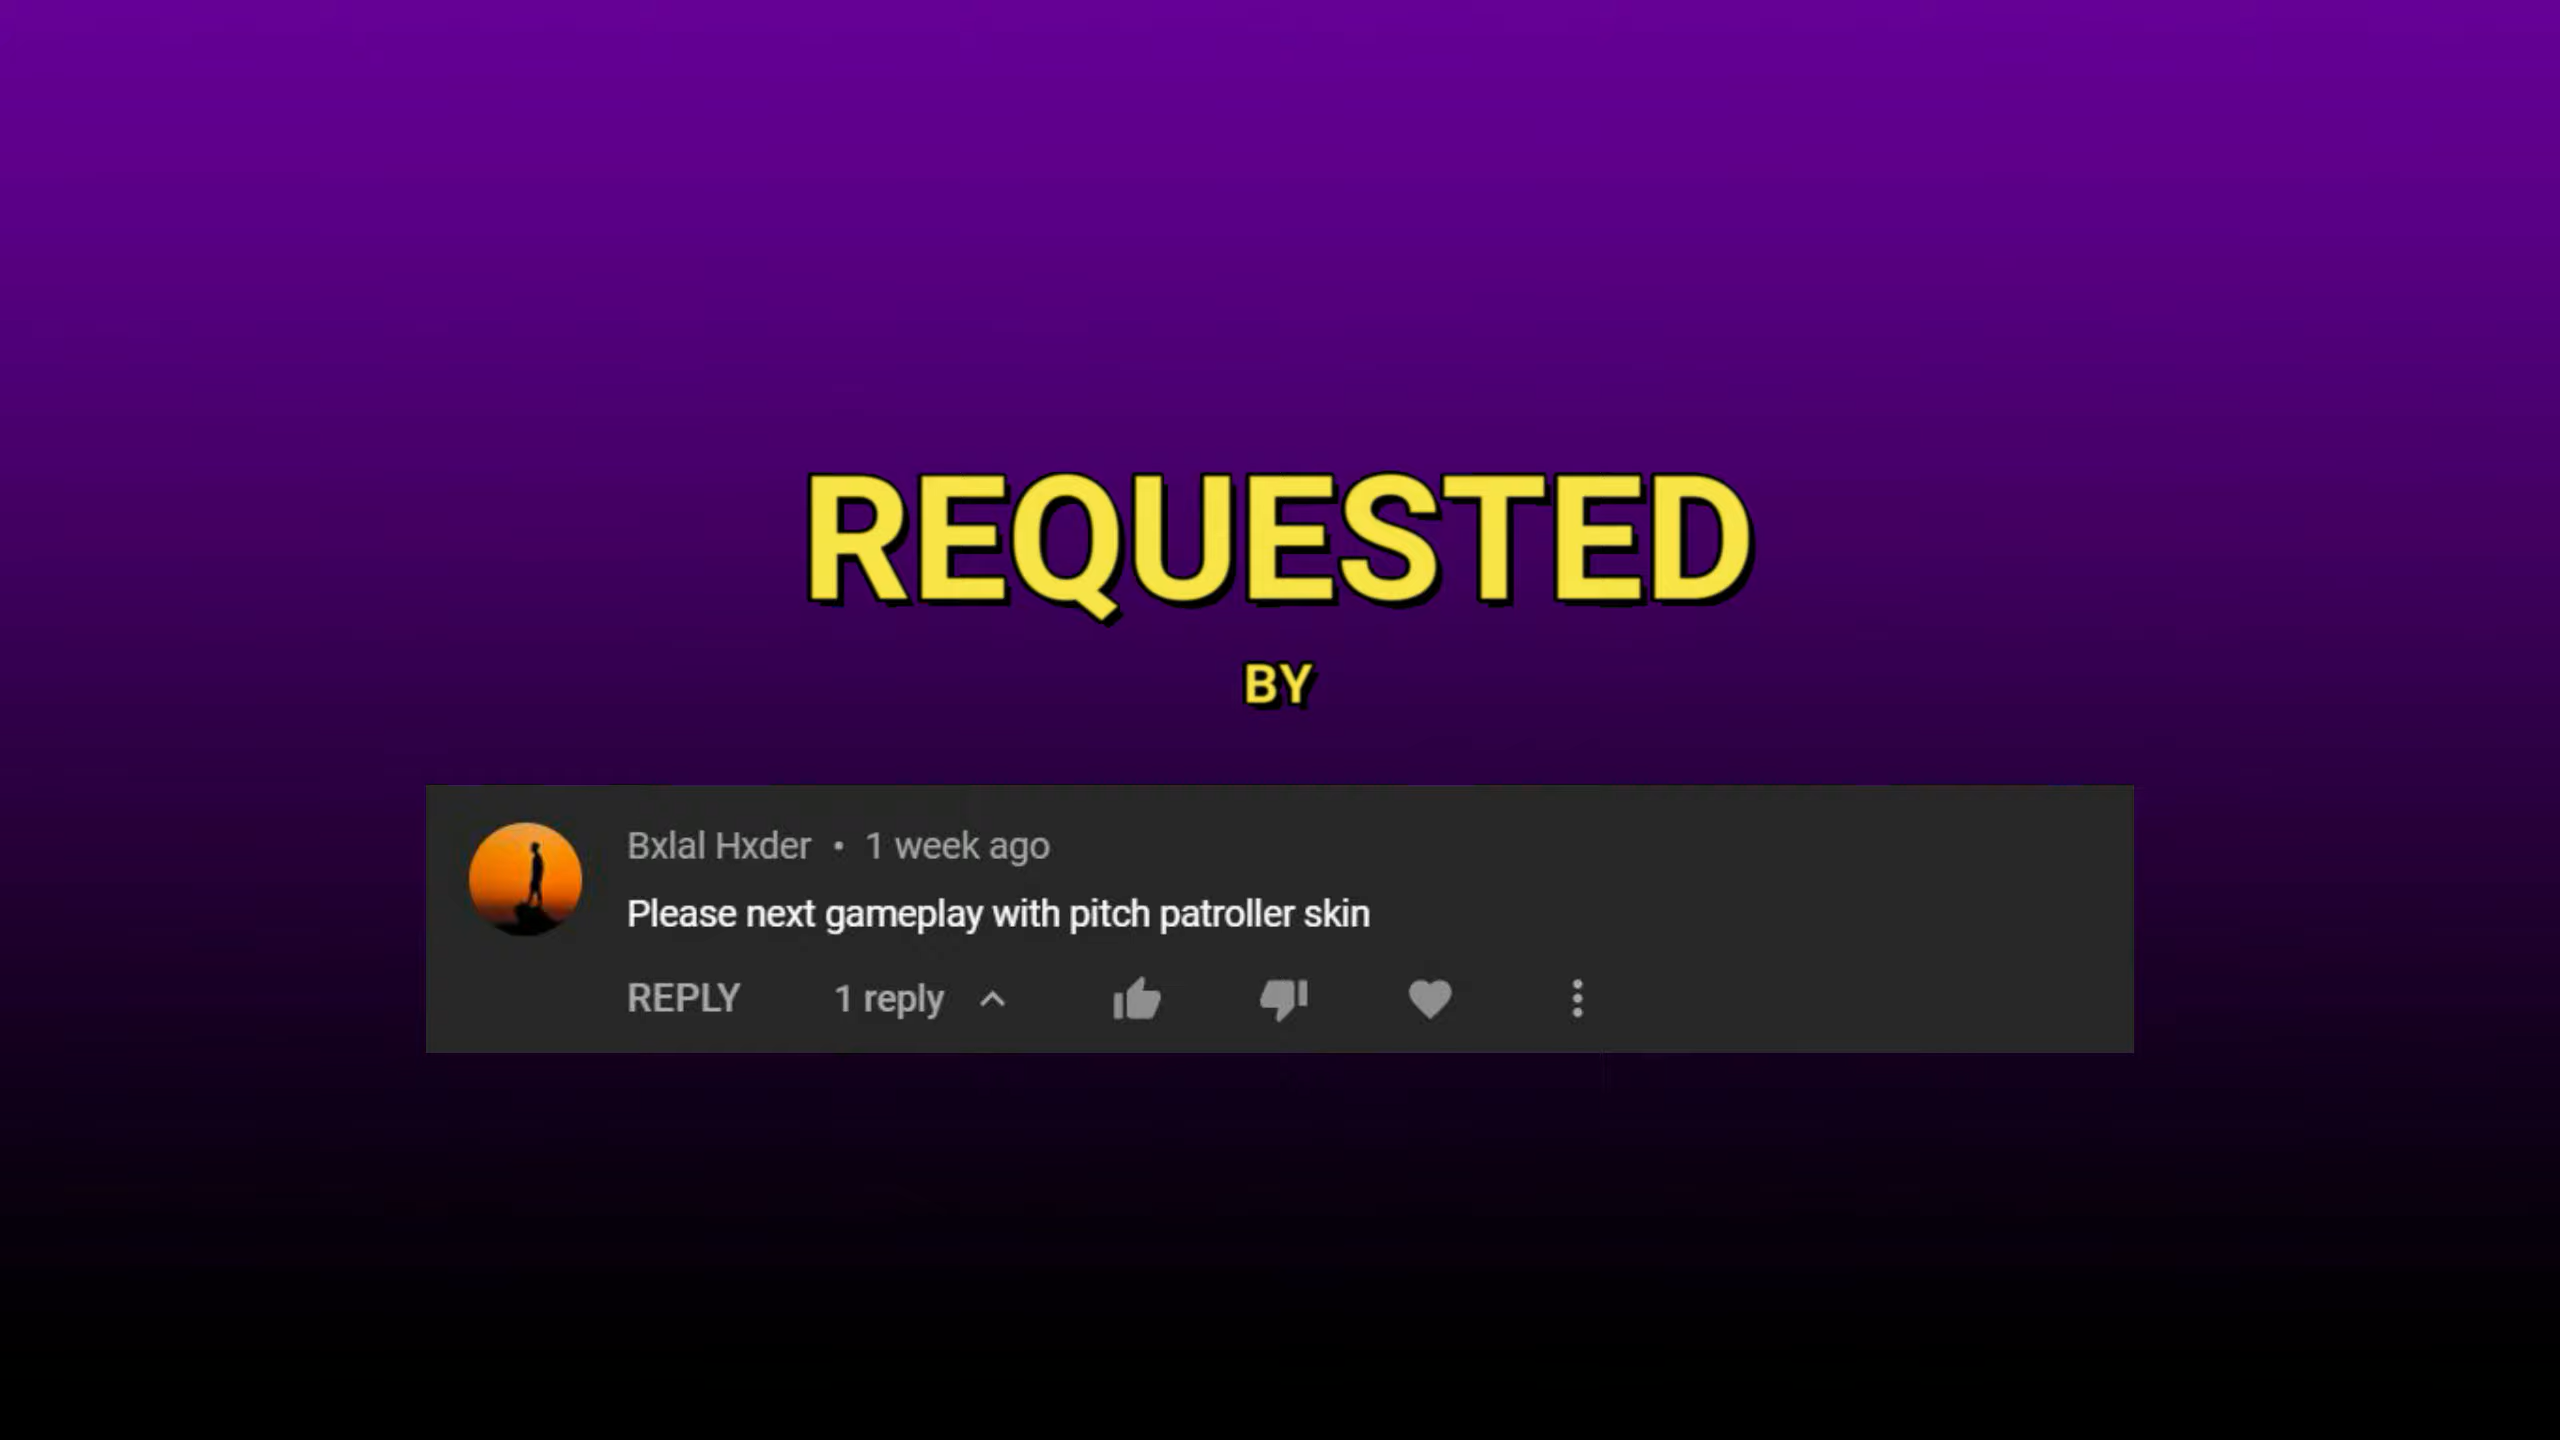 REQUESTED
BY
Bxlal Hxder • 1 week ago
Please next gameplay with pitch patroller skin
REPLY 1 reply